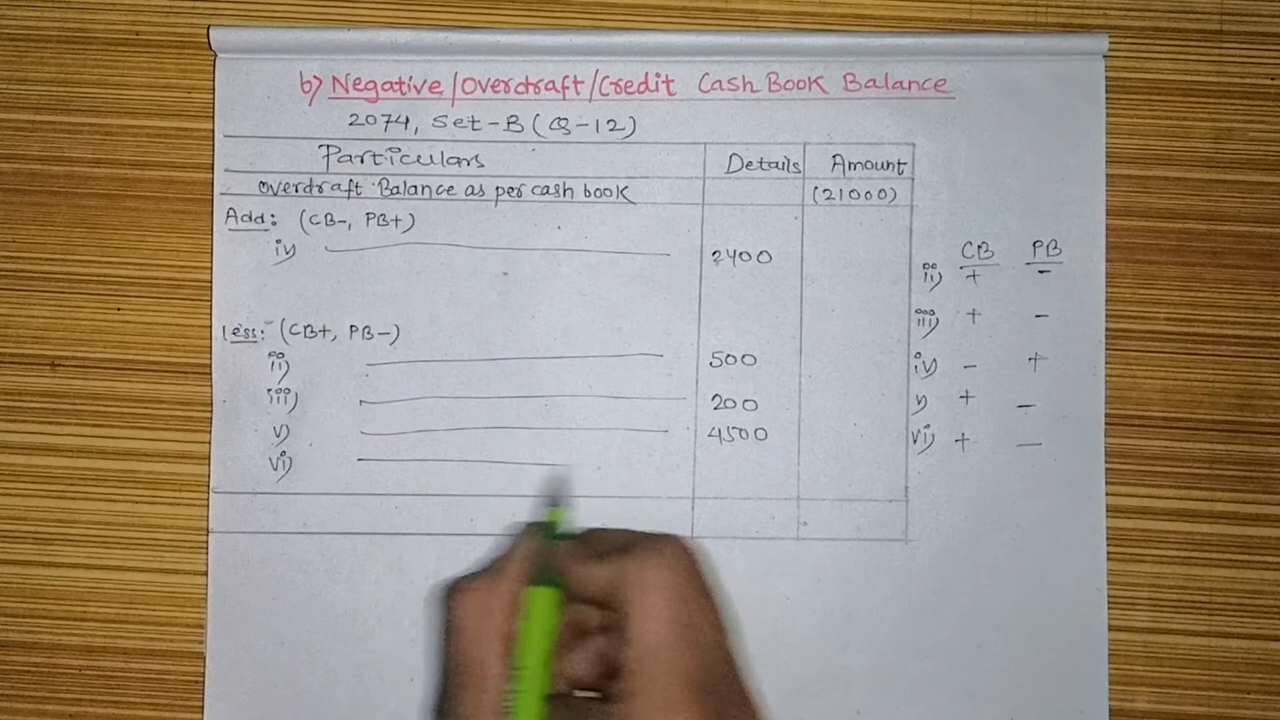 b) Negative/Overdraft/Credit Cash Book Balance
2074, Set-B (Q-12)
Particulars Details Amount
Overdraft Balance as per cash book (21000)
Add: (CB-, PB+)
iv) 2400
Less: (CB+, PB-)
ii) 500
iii) 200
v) 4500
vi)
CB PB
ii) + -
iii) + -
iv) - +
v) + -
vi) + -